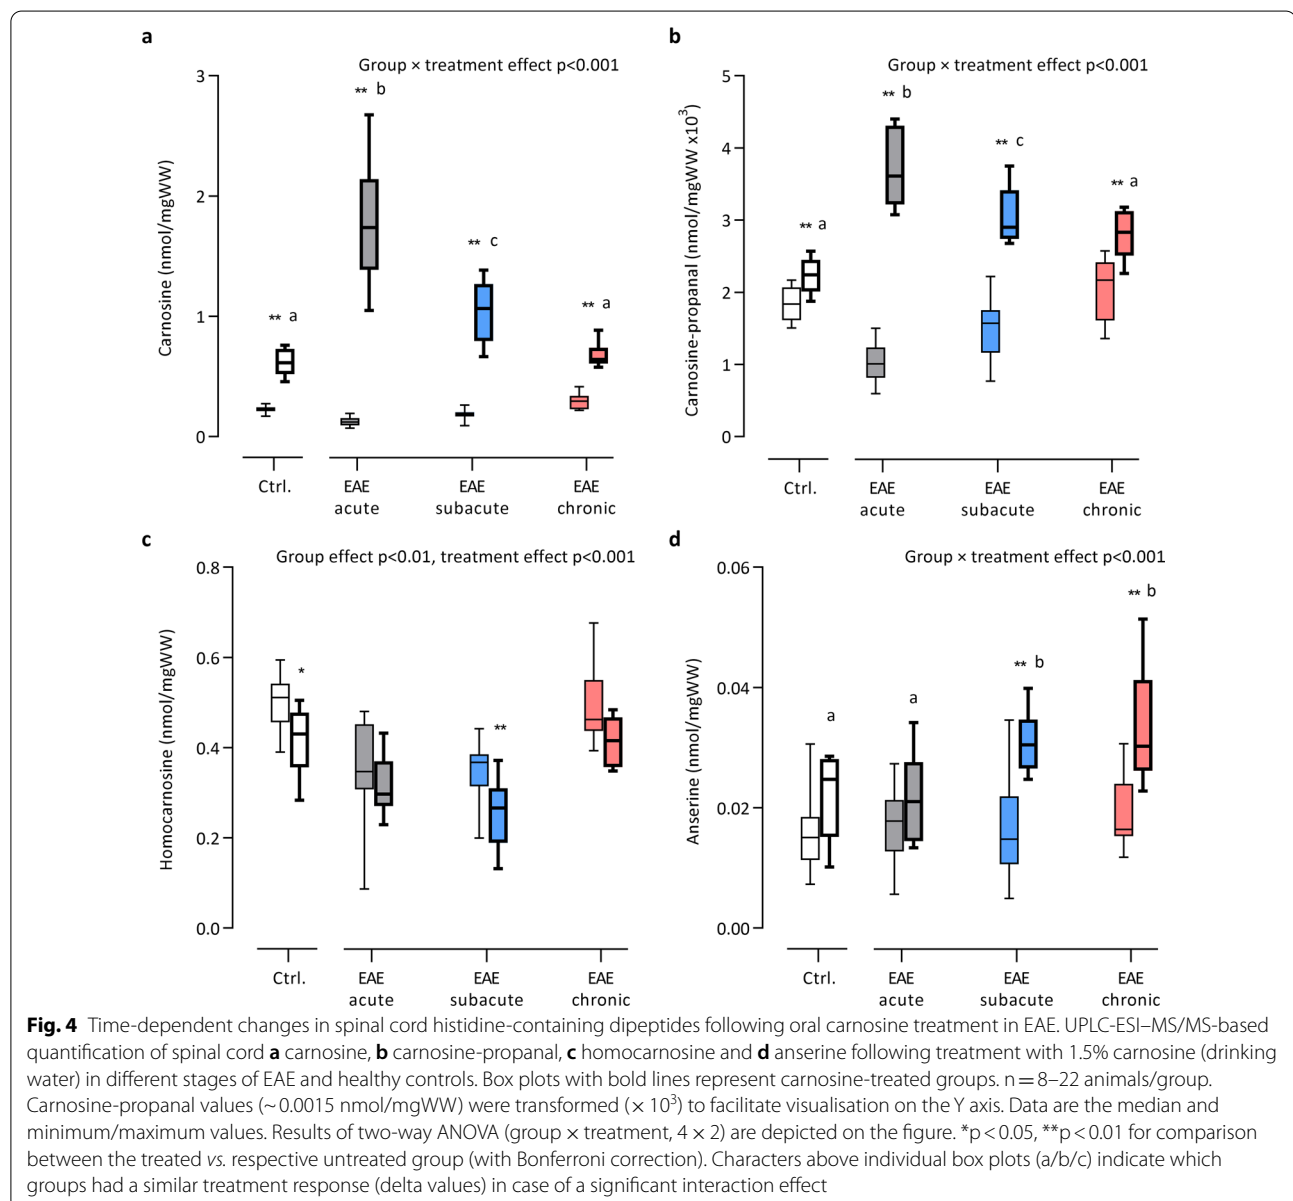 a
Group × treatment effect p<0.001
3
2
1
0
Carnosine (nmol/mgWW)
** a
** b
** c
** a
Ctrl.
EAE acute
EAE subacute
EAE chronic
b
Group × treatment effect p<0.001
5
4
3
2
1
0
Carnosine-propanal (nmol/mgWW x10³)
** a
** b
** c
** a
Ctrl.
EAE acute
EAE subacute
EAE chronic
c
Group effect p<0.01, treatment effect p<0.001
0.8
0.6
0.4
0.2
0.0
Homocarnosine (nmol/mgWW)
*
**
Ctrl.
EAE acute
EAE subacute
EAE chronic
d
Group × treatment effect p<0.001
0.06
0.04
0.02
0.00
Anserine (nmol/mgWW)
a
a
** b
** b
Ctrl.
EAE acute
EAE subacute
EAE chronic
Fig. 4 Time-dependent changes in spinal cord histidine-containing dipeptides following oral carnosine treatment in EAE. UPLC-ESI–MS/MS-based
quantification of spinal cord a carnosine, b carnosine-propanal, c homocarnosine and d anserine following treatment with 1.5% carnosine (drinking
water) in different stages of EAE and healthy controls. Box plots with bold lines represent carnosine-treated groups. n = 8–22 animals/group.
Carnosine-propanal values (~ 0.0015 nmol/mgWW) were transformed (× 10³) to facilitate visualisation on the Y axis. Data are the median and
minimum/maximum values. Results of two-way ANOVA (group × treatment, 4 × 2) are depicted on the figure. *p < 0.05, **p < 0.01 for comparison
between the treated vs. respective untreated group (with Bonferroni correction). Characters above individual box plots (a/b/c) indicate which
groups had a similar treatment response (delta values) in case of a significant interaction effect